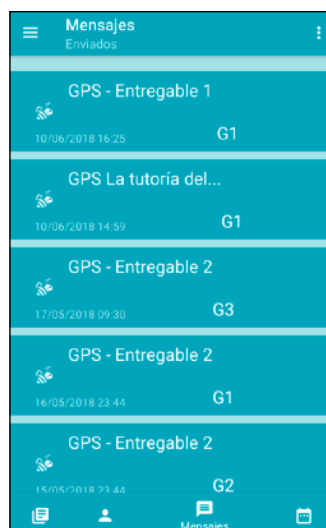 Mensajes
Enviados
GPS - Entregable 1
10/06/2018 16:25 G1
GPS La tutoría del...
10/06/2018 14:59 G1
GPS - Entregable 2
17/05/2018 09:30 G3
GPS - Entregable 2
16/05/2018 23:44 G1
GPS - Entregable 2
15/05/2018 23:44 G2
Mensajes